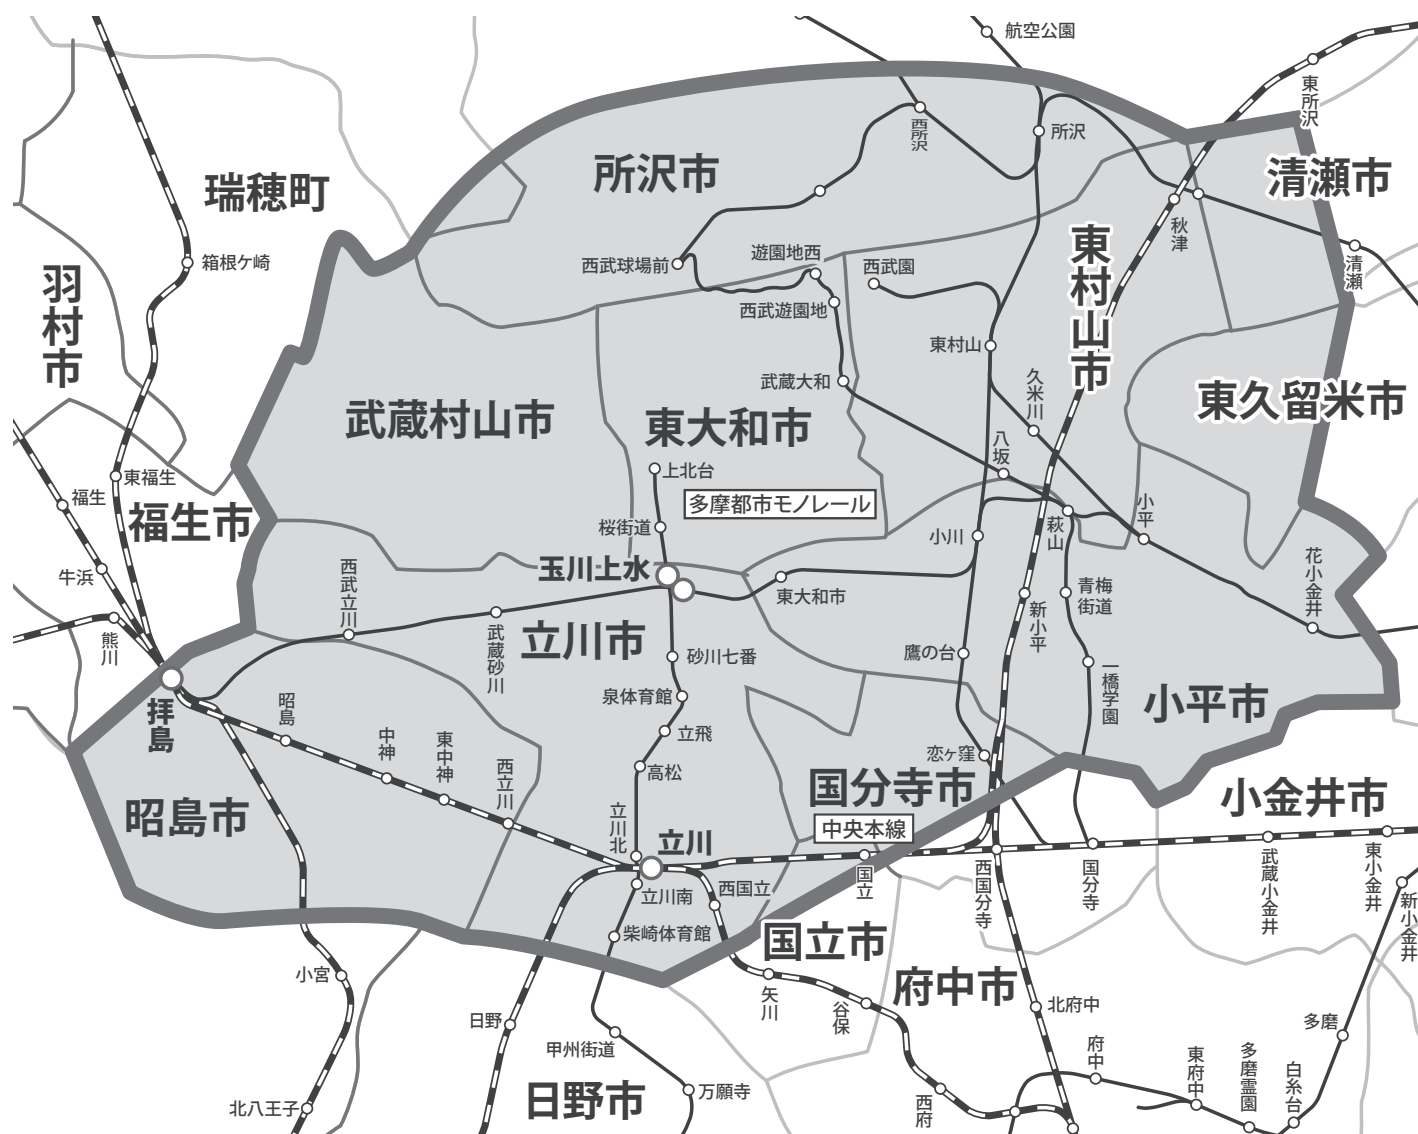 航空公園
東所沢
西所沢
所沢
所沢市
清瀬市
瑞穂町
秋津
東村山市
清瀬
箱根ケ崎
西武球場前
遊園地西
西武園
西武遊園地
羽村市
東村山
武蔵大和
久米川
東久留米市
武蔵村山市
東大和市
八坂
上北台
東福生
福生
福生市
多摩都市モノレール
桜街道
小平
萩山
小川
牛浜
西武立川
玉川上水
東大和市
青梅
街道
花小金井
新小平
熊川
武蔵砂川
立川市
砂川七番
鷹の台
一橋学園
拝島
昭島
泉体育館
小平市
中神
東中神
立飛
西立川
高松
恋ヶ窪
国分寺市
小金井市
昭島市
立川北
立川
中央本線
国立
西国分寺
国分寺
武蔵小金井
東小金井
新小金井
立川南
西国立
柴崎体育館
国立市
小宮
矢川
谷保
府中市
北府中
日野
多磨
甲州街道
府中
東府中
多磨霊園
白糸台
日野市
万願寺
西府
北八王子